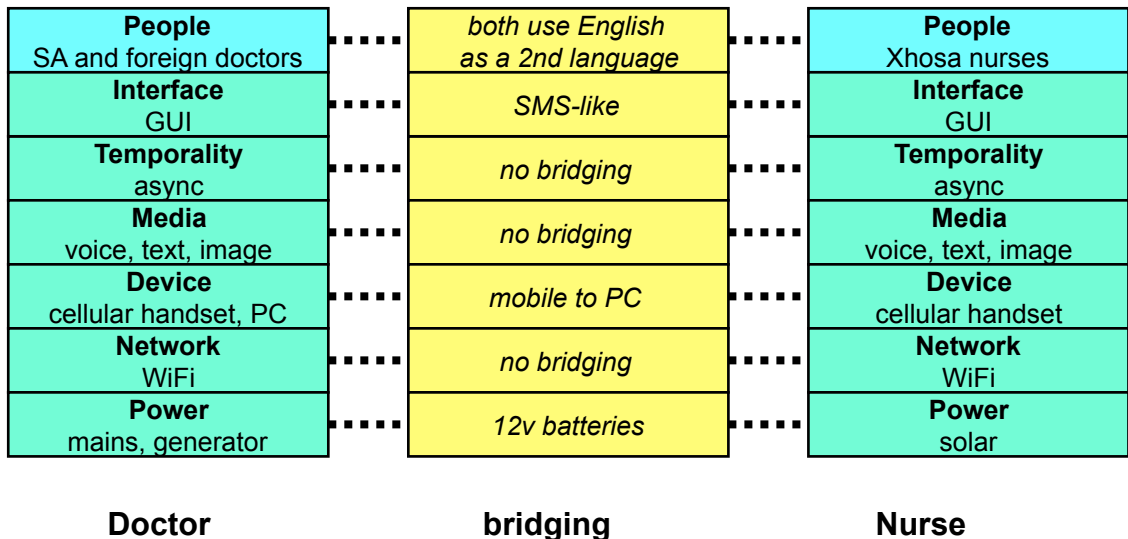 People
SA and foreign doctors
both use English
as a 2nd language
People
Xhosa nurses
Interface
GUI
SMS-like
Interface
GUI
Temporality
async
no bridging
Temporality
async
Media
voice, text, image
no bridging
Media
voice, text, image
Device
cellular handset, PC
mobile to PC
Device
cellular handset
Network
WiFi
no bridging
Network
WiFi
Power
mains, generator
12v batteries
Power
solar
Doctor
bridging
Nurse